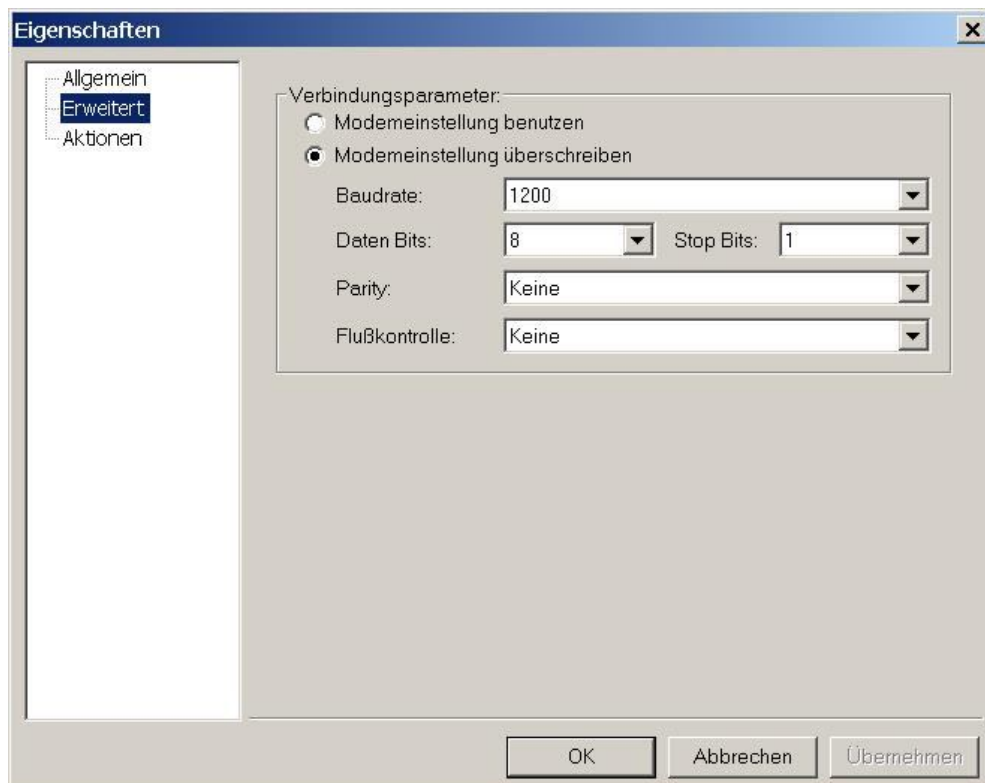 Eigenschaften
Allgemein
Erweitert
Aktionen
Verbindungsparameter:
Modemeinstellung benutzen
Modemeinstellung überschreiben
Baudrate: 1200
Daten Bits: 8 Stop Bits: 1
Parity: Keine
Flußkontrolle: Keine
OK Abbrechen Übernehmen